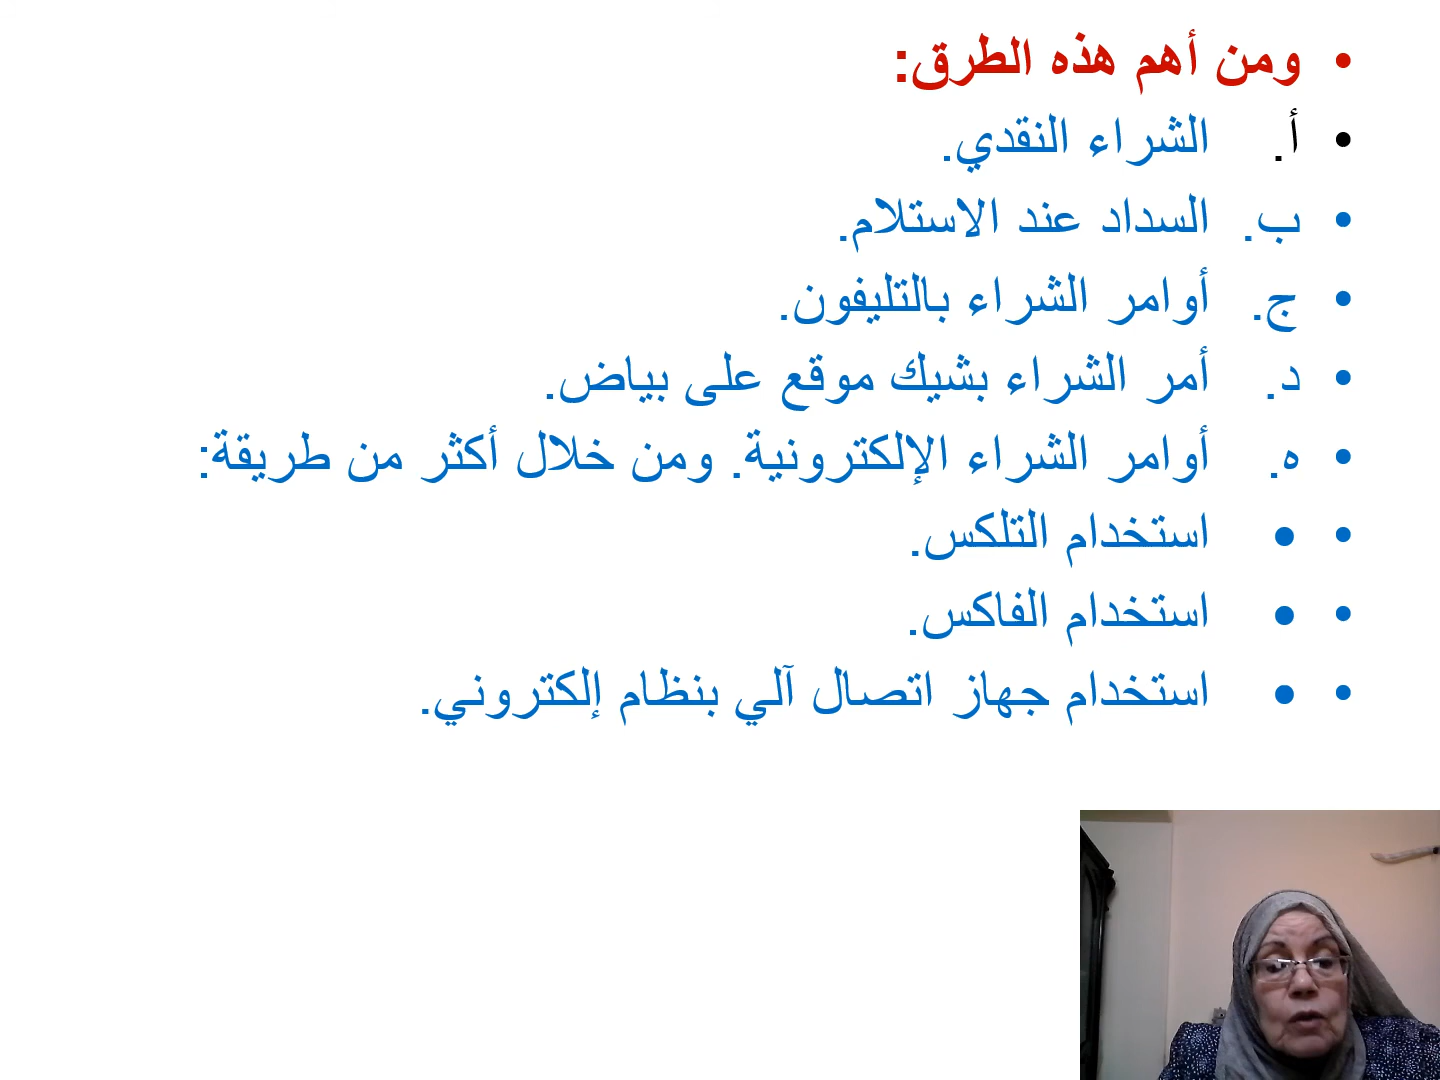 • ومن أهم هذه الطرق:
• أ. الشراء النقدي.
• ب. السداد عند الاستلام.
• ج. أوامر الشراء بالتليفون.
• د. أمر الشراء بشيك موقع على بياض.
• ه. أوامر الشراء الإلكترونية. ومن خلال أكثر من طريقة:
• • استخدام التلكس.
• • استخدام الفاكس.
• • استخدام جهاز اتصال آلي بنظام إلكتروني.